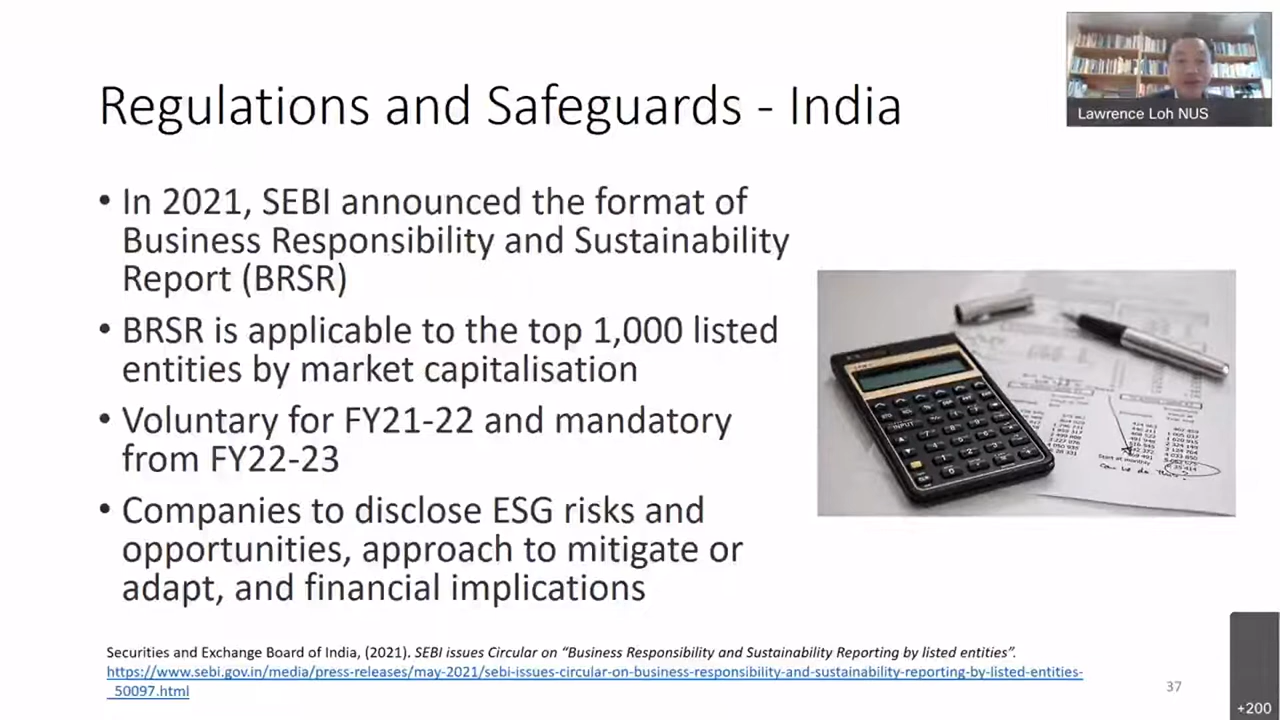 Regulations and Safeguards - India
Lawrence Loh NUS
• In 2021, SEBI announced the format of
Business Responsibility and Sustainability
Report (BRSR)
• BRSR is applicable to the top 1,000 listed
entities by market capitalisation
• Voluntary for FY21-22 and mandatory
from FY22-23
• Companies to disclose ESG risks and
opportunities, approach to mitigate or
adapt, and financial implications
INPUT
Securities and Exchange Board of India, (2021). SEBI issues Circular on “Business Responsibility and Sustainability Reporting by listed entities”.
https://www.sebi.gov.in/media/press-releases/may-2021/sebi-issues-circular-on-business-responsibility-and-sustainability-reporting-by-listed-entities-
_50097.html
37
+200